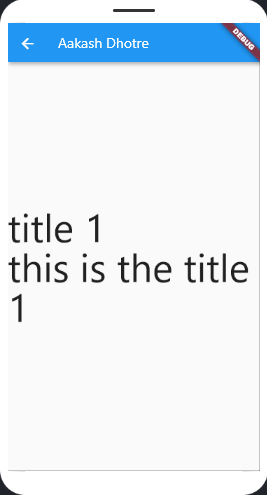 Aakash Dhotre
DEBUG
title 1
this is the title
1